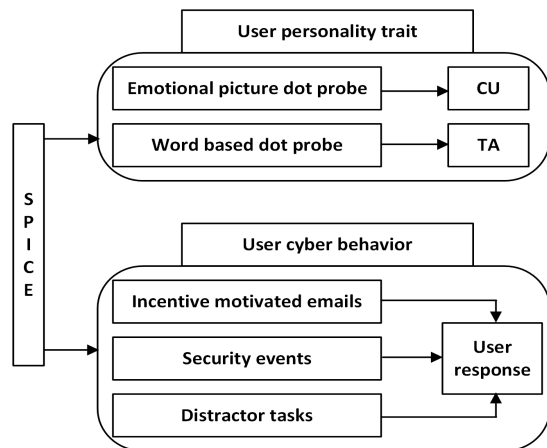 User personality trait
Emotional picture dot probe
CU
Word based dot probe
TA
S
P
I
C
E
User cyber behavior
Incentive motivated emails
Security events
Distractor tasks
User
response